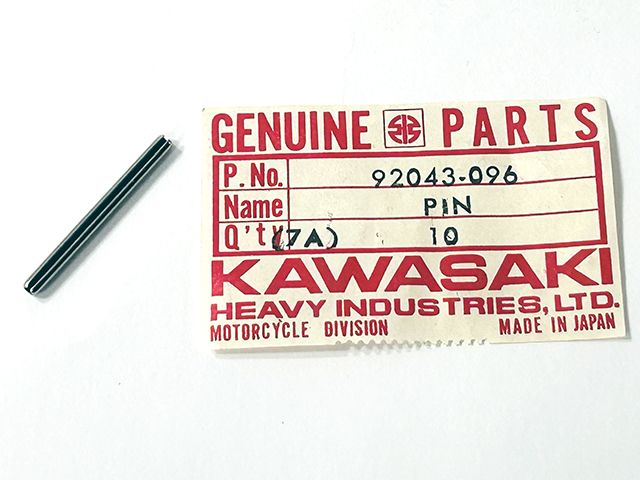 GENUINE PARTS
P.No. 92043-096
Name PIN
Q'ty (7A) 10
KAWASAKI
HEAVY INDUSTRIES, LTD.
MOTORCYCLE DIVISION MADE IN JAPAN